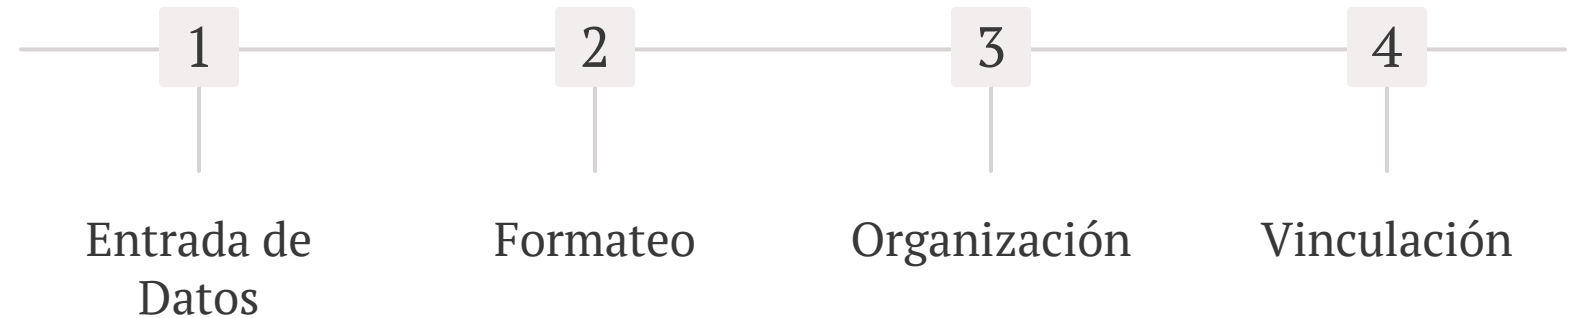 1
Entrada de
Datos
2
Formateo
3
Organización
4
Vinculación